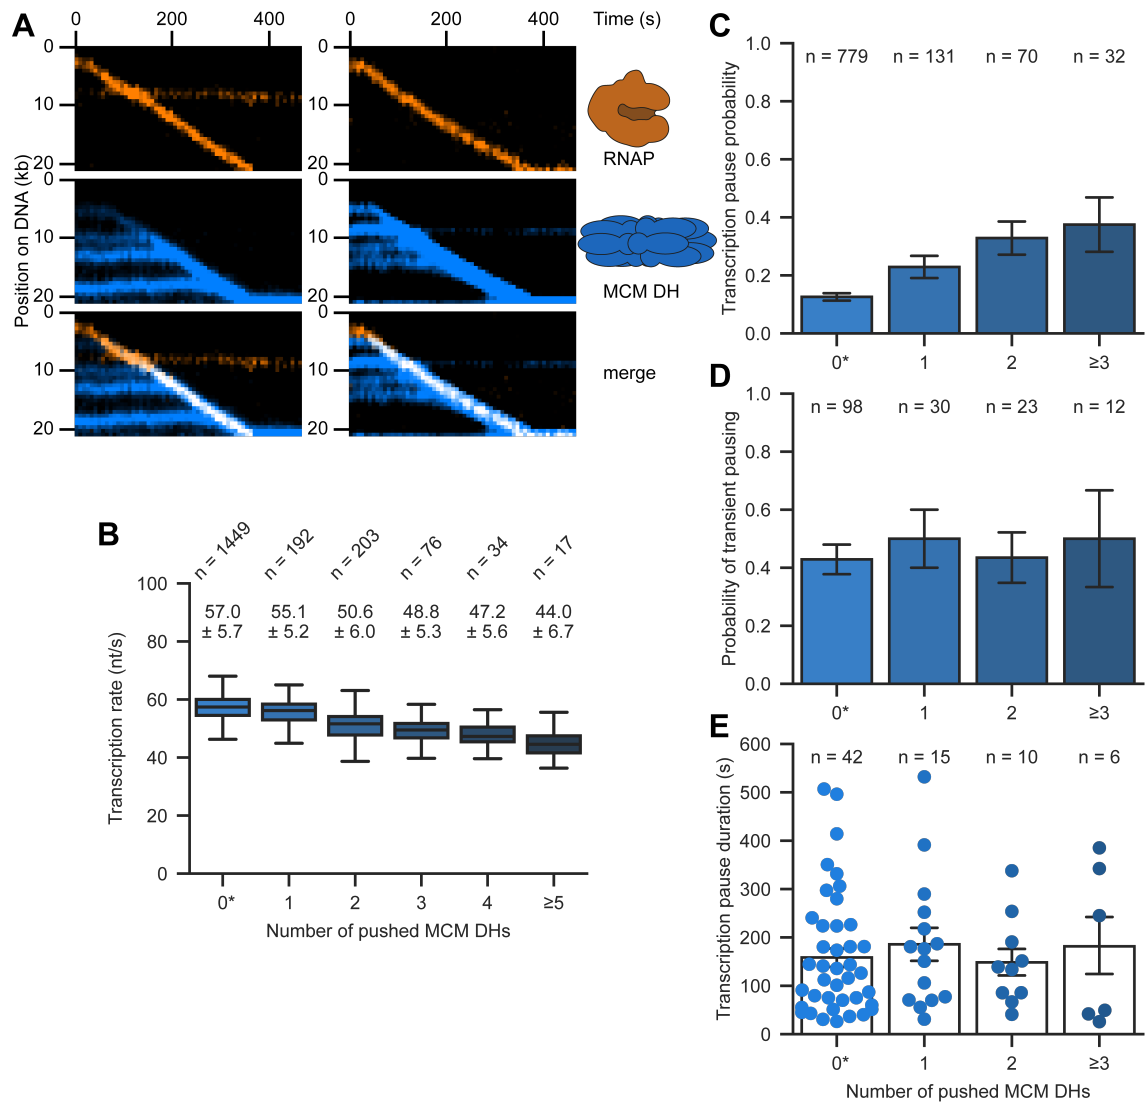 A
0 200 400
0 200 400
Time (s)
Position on DNA (kb)
0
10
20
0
10
20
RNAP
0
10
20
0
10
20
MCM DH
0
10
20
0
10
20
merge
B
n = 1449
n = 192
n = 203
n = 76
n = 34
n = 17
57.0 55.1 50.6 48.8 47.2 44.0
± 5.7 ± 5.2 ± 6.0 ± 5.3 ± 5.6 ± 6.7
Transcription rate (nt/s)
100
80
60
40
20
0
0* 1 2 3 4 ≥5
Number of pushed MCM DHs
C
Transcription pause probability
n = 779 n = 131 n = 70 n = 32
1.0
0.8
0.6
0.4
0.2
0.0
0* 1 2 ≥3
D
Probability of transient pausing
n = 98 n = 30 n = 23 n = 12
1.0
0.8
0.6
0.4
0.2
0.0
0* 1 2 ≥3
E
Transcription pause duration (s)
n = 42 n = 15 n = 10 n = 6
600
500
400
300
200
100
0
0* 1 2 ≥3
Number of pushed MCM DHs